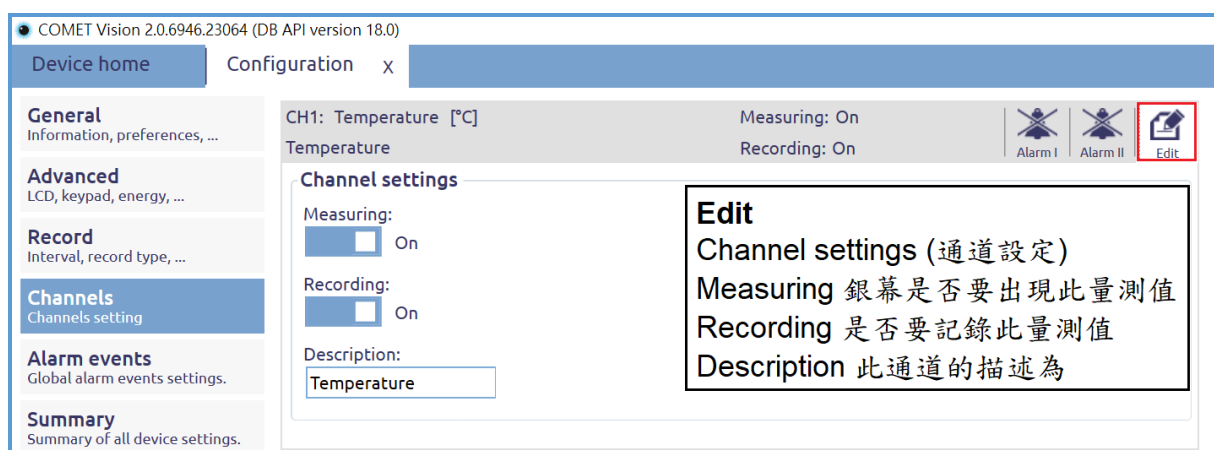 COMET Vision 2.0.6946.23064 (DB API version 18.0)
Device home
Configuration x
General
Information, preferences, ...
Advanced
LCD, keypad, energy, ...
Record
Interval, record type, ...
Channels
Channels setting
Alarm events
Global alarm events settings.
Summary
Summary of all device settings.
CH1: Temperature [°C]
Temperature
Measuring: On
Recording: On
Alarm I
Alarm II
Edit
Channel settings
Measuring:
On
Recording:
On
Description:
Temperature
Edit
Channel settings (通道設定)
Measuring 銀幕是否要出現此量測值
Recording 是否要記錄此量測值
Description 此通道的描述為